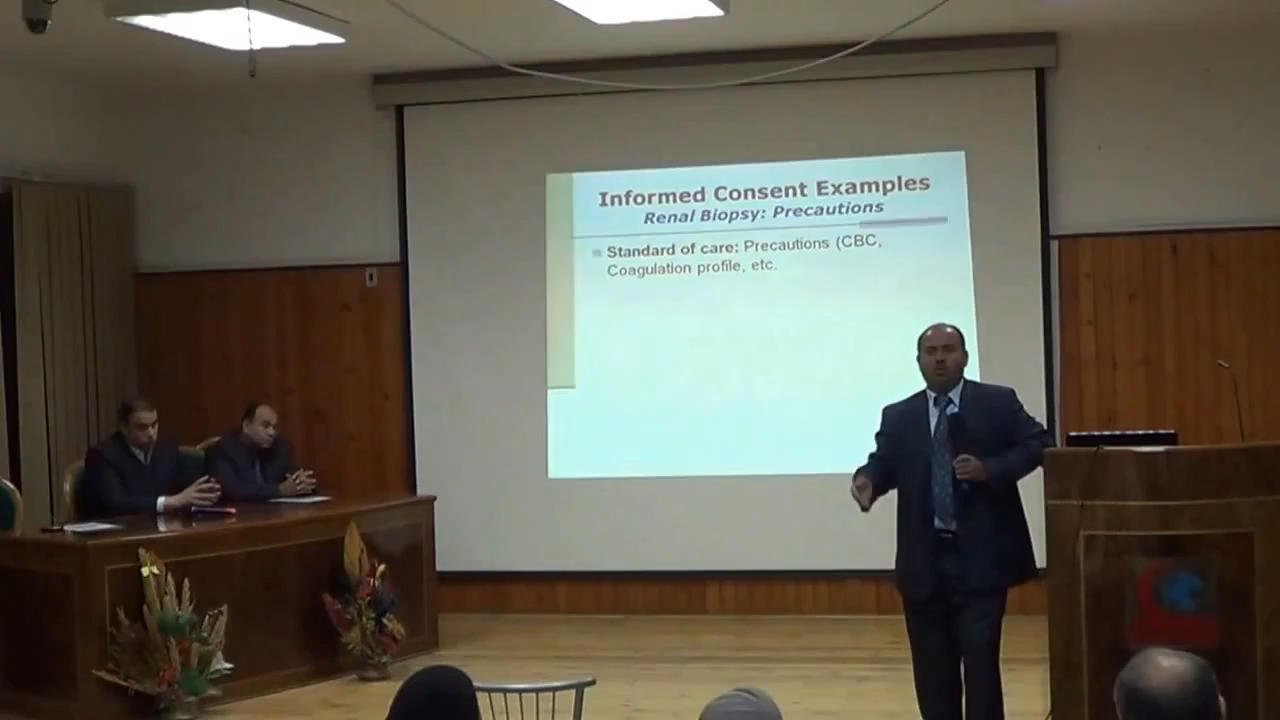 Informed Consent Examples
Renal Biopsy: Precautions
Standard of care: Precautions (CBC,
Coagulation profile, etc.